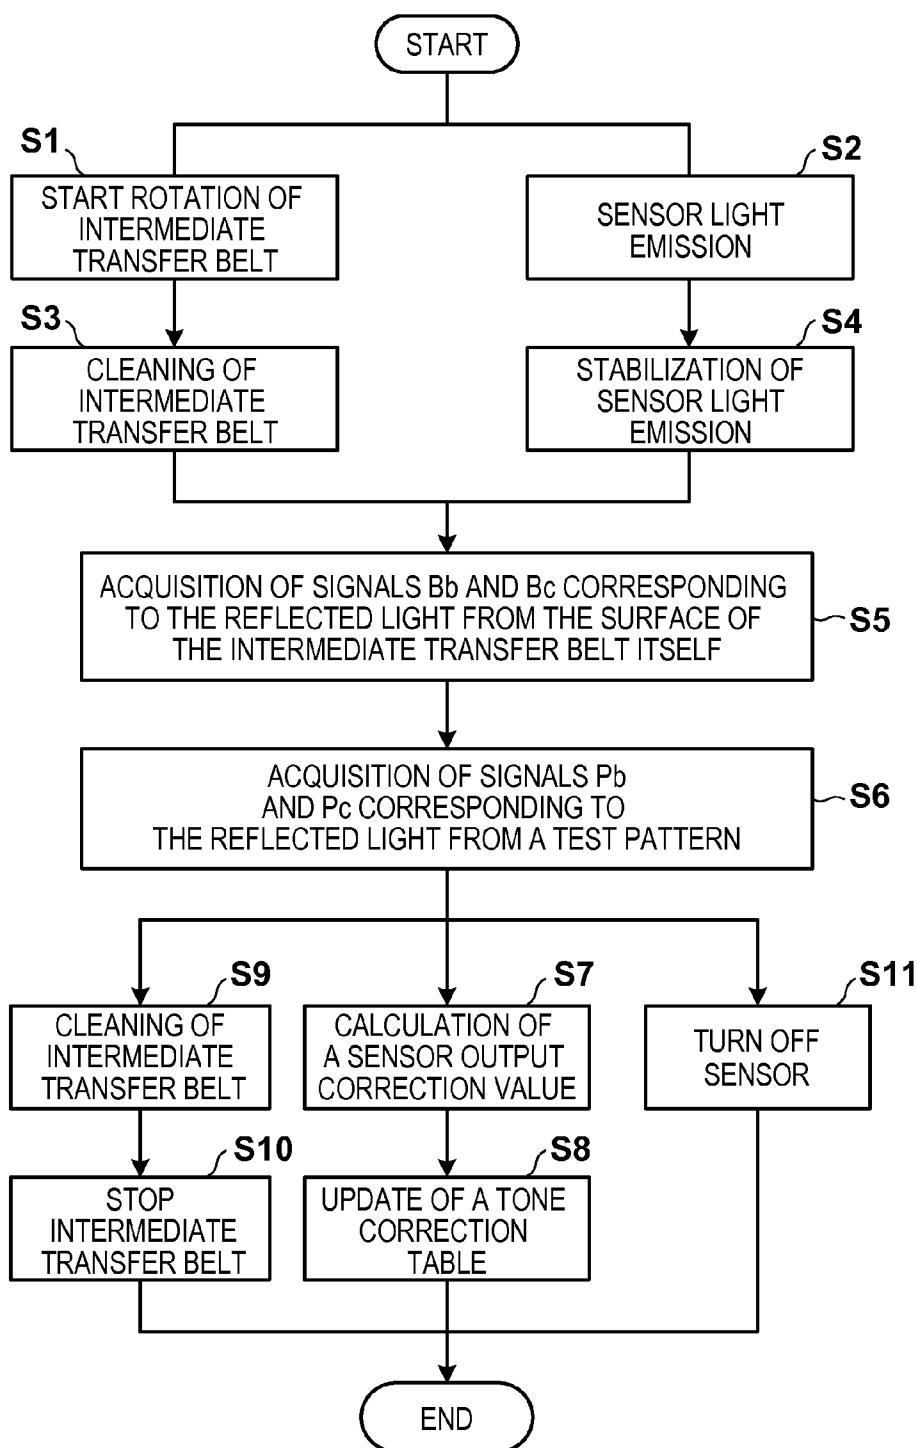 START
S1
START ROTATION OF
INTERMEDIATE
TRANSFER BELT
S2
SENSOR LIGHT
EMISSION
S3
CLEANING OF
INTERMEDIATE
TRANSFER BELT
S4
STABILIZATION OF
SENSOR LIGHT
EMISSION
ACQUISITION OF SIGNALS Bb AND Bc CORRESPONDING
TO THE REFLECTED LIGHT FROM THE SURFACE OF
THE INTERMEDIATE TRANSFER BELT ITSELF
S5
ACQUISITION OF SIGNALS Pb
AND Pc CORRESPONDING TO
THE REFLECTED LIGHT FROM A TEST PATTERN
S6
S9
CLEANING OF
INTERMEDIATE
TRANSFER BELT
S7
CALCULATION OF
A SENSOR OUTPUT
CORRECTION VALUE
S11
TURN OFF
SENSOR
S10
STOP
INTERMEDIATE
TRANSFER BELT
S8
UPDATE OF A TONE
CORRECTION
TABLE
END